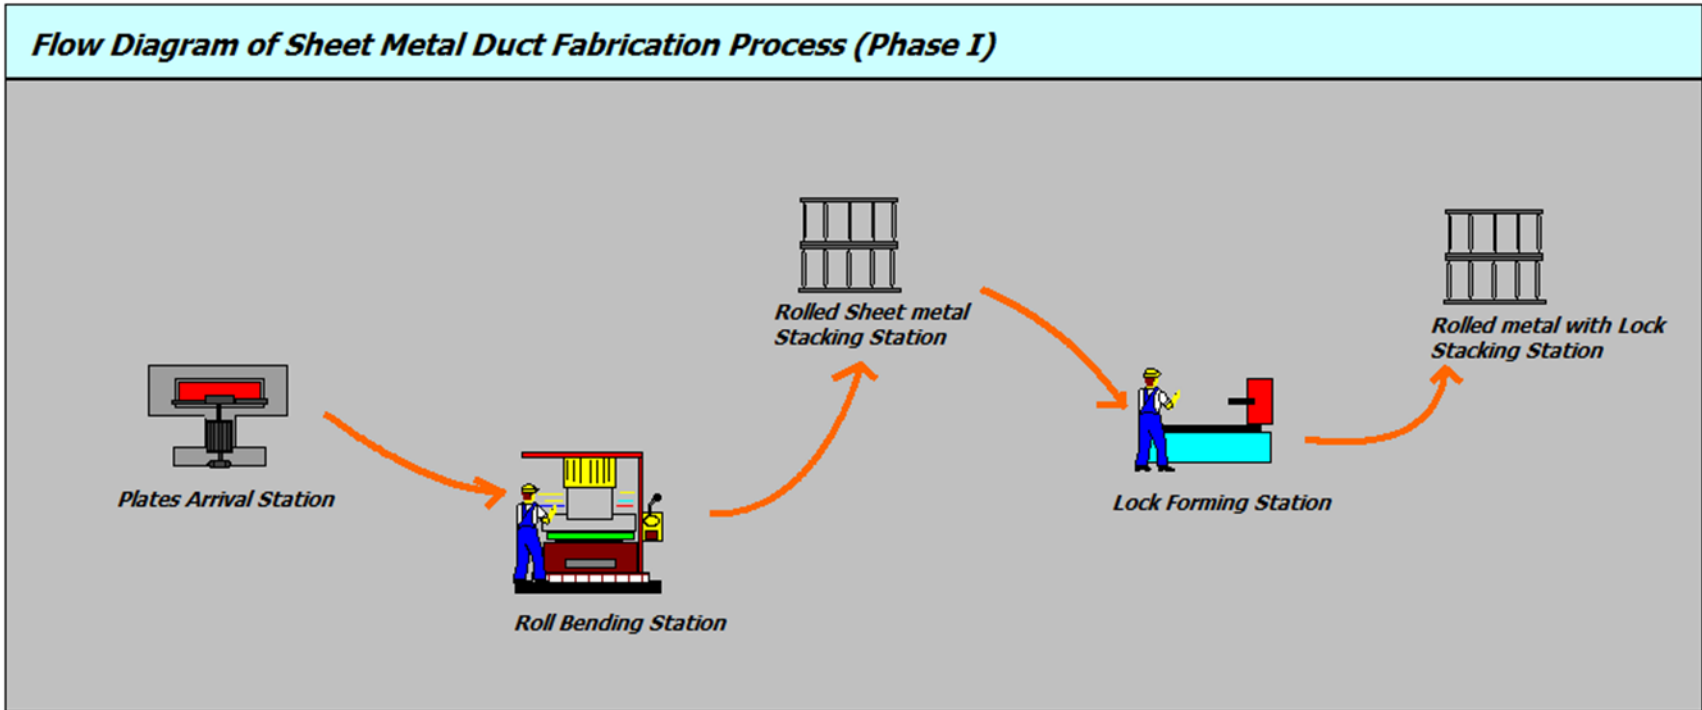 Flow Diagram of Sheet Metal Duct Fabrication Process (Phase I)
Plates Arrival Station
Roll Bending Station
Rolled Sheet metal
Stacking Station
Lock Forming Station
Rolled metal with Lock
Stacking Station